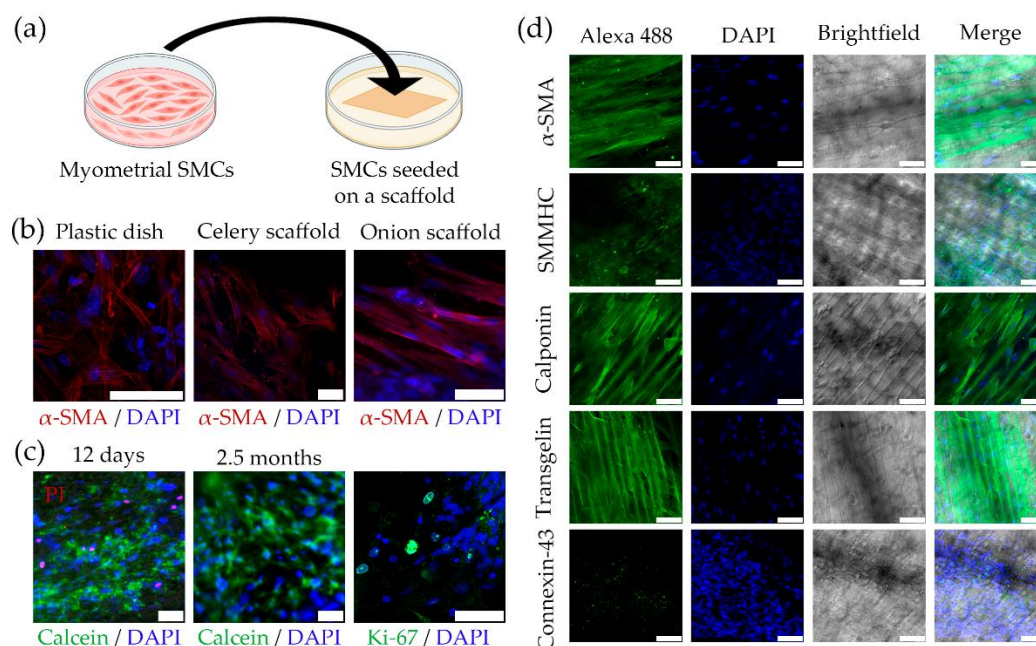 (a)
Myometrial SMCs
SMCs seeded
on a scaffold
(b)
Plastic dish Celery scaffold Onion scaffold
α-SMA / DAPI α-SMA / DAPI α-SMA / DAPI
(c)
12 days 2.5 months
PI
Calcein / DAPI Calcein / DAPI Ki-67 / DAPI
(d)
Alexa 488 DAPI Brightfield Merge
α-SMA
SMMHC
Calponin
Transgelin
Connexin-43